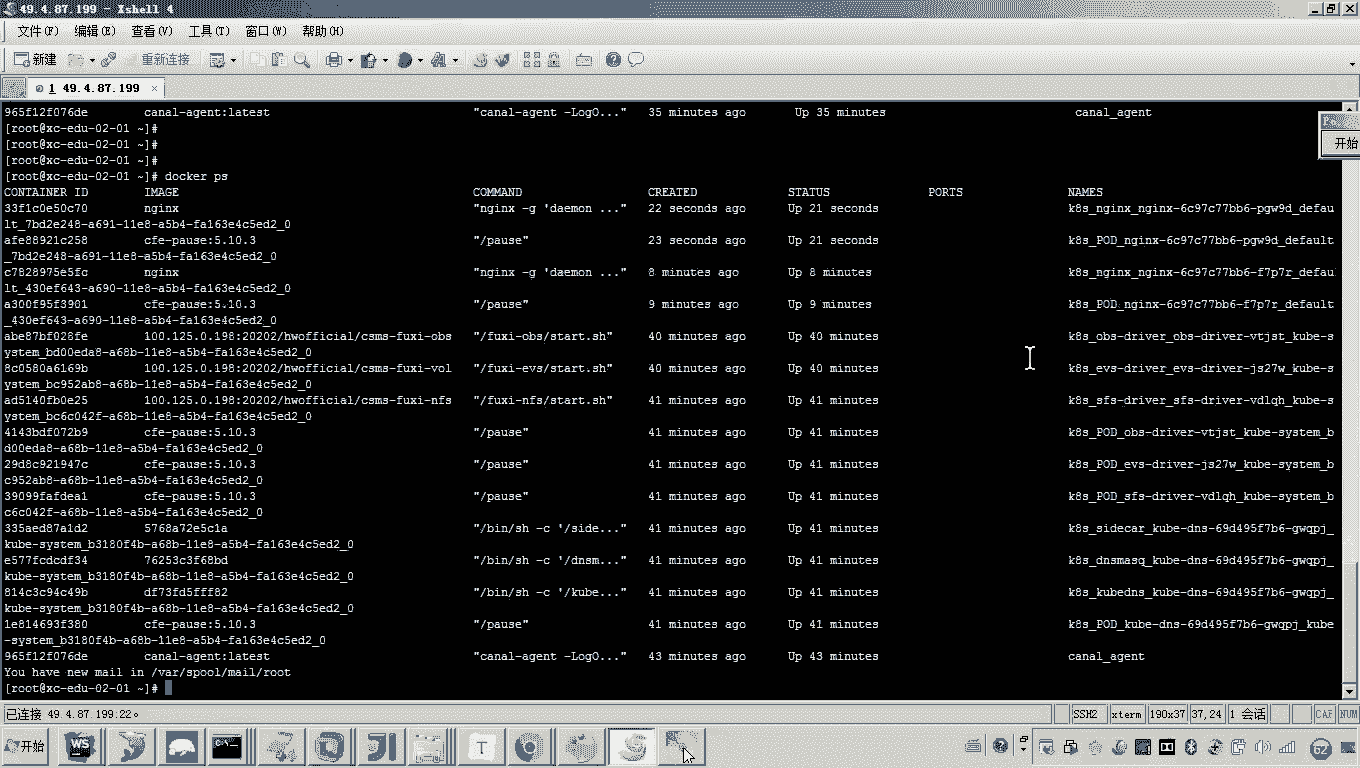 49.4.87.199 - Xshell 4
文件(F) 编辑(E) 查看(V) 工具(T) 窗口(W) 帮助(H)
新建 重新连接
1 49.4.87.199
965f12f076de canal-agent:latest "canal-agent -LogO..." 35 minutes ago Up 35 minutes canal_agent
[root@xc-edu-02-01 ~]#
[root@xc-edu-02-01 ~]#
[root@xc-edu-02-01 ~]#
[root@xc-edu-02-01 ~]# docker ps
CONTAINER ID IMAGE COMMAND CREATED STATUS PORTS NAMES
33f1c0e50c70 nginx "nginx -g 'daemon ..." 22 seconds ago Up 21 seconds k8s_nginx_nginx-6c97c77bb6-pgw9d_defau
lt_7bd2e248-a691-11e8-a5b4-fa163e4c5ed2_0
afe88921c258 cfe-pause:5.10.3 "/pause" 23 seconds ago Up 21 seconds k8s_POD_nginx-6c97c77bb6-pgw9d_default
_7bd2e248-a691-11e8-a5b4-fa163e4c5ed2_0
c7828975e5fc nginx "nginx -g 'daemon ..." 8 minutes ago Up 8 minutes k8s_nginx_nginx-6c97c77bb6-f7p7r_defau
lt_430ef643-a690-11e8-a5b4-fa163e4c5ed2_0
a300f95f3901 cfe-pause:5.10.3 "/pause" 9 minutes ago Up 9 minutes k8s_POD_nginx-6c97c77bb6-f7p7r_default
_430ef643-a690-11e8-a5b4-fa163e4c5ed2_0
abe87bf028fe 100.125.0.198:20202/hwofficial/csms-fuxi-obs "/fuxi-obs/start.sh" 40 minutes ago Up 40 minutes k8s_obs-driver_obs-driver-vtjst_kube-s
ystem_bd00eda8-a68b-11e8-a5b4-fa163e4c5ed2_0
8c0580a6169b 100.125.0.198:20202/hwofficial/csms-fuxi-vol "/fuxi-evs/start.sh" 40 minutes ago Up 40 minutes k8s_evs-driver_evs-driver-js27w_kube-s
ystem_bc952ab8-a68b-11e8-a5b4-fa163e4c5ed2_0
ad5140fb0e25 100.125.0.198:20202/hwofficial/csms-fuxi-nfs "/fuxi-nfs/start.sh" 41 minutes ago Up 41 minutes k8s_sfs-driver_sfs-driver-vdlqh_kube-s
ystem_bc6c042f-a68b-11e8-a5b4-fa163e4c5ed2_0
4143bdf072b9 cfe-pause:5.10.3 "/pause" 41 minutes ago Up 41 minutes k8s_POD_obs-driver-vtjst_kube-system_b
d00eda8-a68b-11e8-a5b4-fa163e4c5ed2_0
29d8c921947c cfe-pause:5.10.3 "/pause" 41 minutes ago Up 41 minutes k8s_POD_evs-driver-js27w_kube-system_b
c952ab8-a68b-11e8-a5b4-fa163e4c5ed2_0
39099fafdea1 cfe-pause:5.10.3 "/pause" 41 minutes ago Up 41 minutes k8s_POD_sfs-driver-vdlqh_kube-system_b
c6c042f-a68b-11e8-a5b4-fa163e4c5ed2_0
335aed87a1d2 5768a72e5c1a "/bin/sh -c '/side..." 41 minutes ago Up 41 minutes k8s_sidecar_kube-dns-69d495f7b6-gwqpj_
kube-system_b3180f4b-a68b-11e8-a5b4-fa163e4c5ed2_0
e577fcdcdf34 76253c3f68bd "/bin/sh -c '/dnsm..." 41 minutes ago Up 41 minutes k8s_dnsmasq_kube-dns-69d495f7b6-gwqpj_
kube-system_b3180f4b-a68b-11e8-a5b4-fa163e4c5ed2_0
814c3c94c49b df73fd5fff82 "/bin/sh -c '/kube..." 41 minutes ago Up 41 minutes k8s_kubedns_kube-dns-69d495f7b6-gwqpj_
kube-system_b3180f4b-a68b-11e8-a5b4-fa163e4c5ed2_0
1e814693f380 cfe-pause:5.10.3 "/pause" 41 minutes ago Up 41 minutes k8s_POD_kube-dns-69d495f7b6-gwqpj_kube
-system_b3180f4b-a68b-11e8-a5b4-fa163e4c5ed2_0
965f12f076de canal-agent:latest "canal-agent -LogO..." 43 minutes ago Up 43 minutes canal_agent
You have new mail in /var/spool/mail/root
[root@xc-edu-02-01 ~]#
开始
已连接 49.4.87.199:22。 SSH2 xterm 190x37 37,24 1 会话 CAP NUM
开始 WS T 62